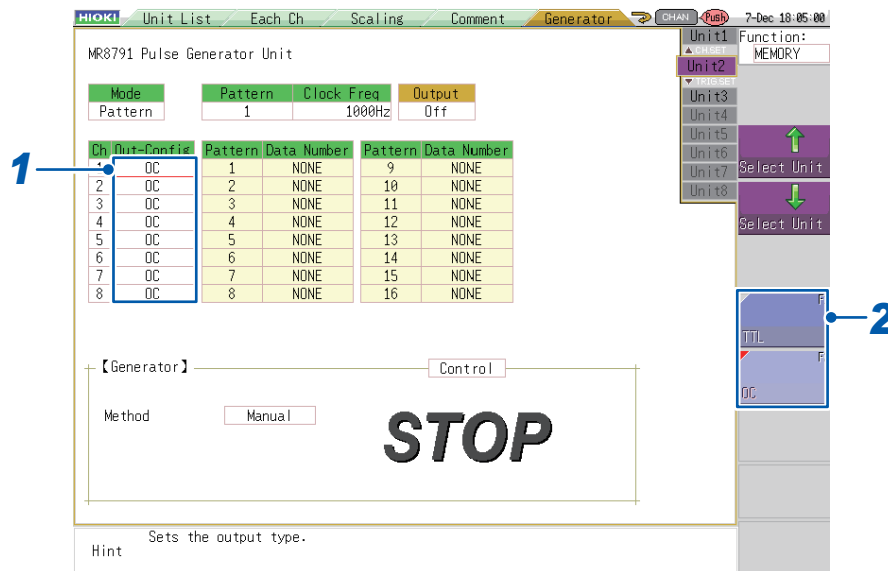 HIOKI Unit List Each Ch Scaling Comment Generator CHAN Push 7-Dec 18:05:00
MR8791 Pulse Generator Unit
Unit1
▲CHSET
Unit2
▼TRIGSET
Unit3
Unit4
Unit5
Unit6
Unit7
Unit8
Function:
MEMORY
Mode Pattern Clock Freq Output
Pattern 1 1000Hz Off
Ch Out-Config Pattern Data Number Pattern Data Number
1 OC 1 NONE 9 NONE
2 OC 2 NONE 10 NONE
3 OC 3 NONE 11 NONE
4 OC 4 NONE 12 NONE
5 OC 5 NONE 13 NONE
6 OC 6 NONE 14 NONE
7 OC 7 NONE 15 NONE
8 OC 8 NONE 16 NONE
1
Select Unit
Select Unit
F
TTL
F
OC
2
【Generator】 Control
Method Manual
STOP
Sets the output type.
Hint